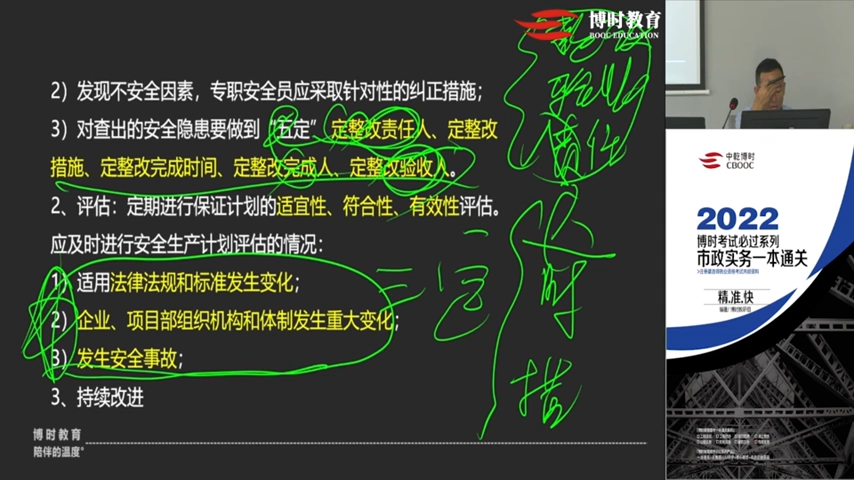 博时教育
BOOC EDUCATION
2）发现不安全因素，专职安全员应采取针对性的纠正措施；
3）对查出的安全隐患要做到“五定”，定整改责任人、定整改
措施、定整改完成时间、定整改完成人、定整改验收人。
2、评估：定期进行保证计划的适宜性、符合性、有效性评估。
应及时进行安全生产计划评估的情况：
1）适用法律法规和标准发生变化；
2）企业、项目部组织机构和体制发生重大变化；
3）发生安全事故；
3、持续改进
博时教育
陪伴的温度
责任
人
时
措
三定
中乾博时
CBOOC
2022
博时考试必过系列
市政实务一本通关
精,准,快